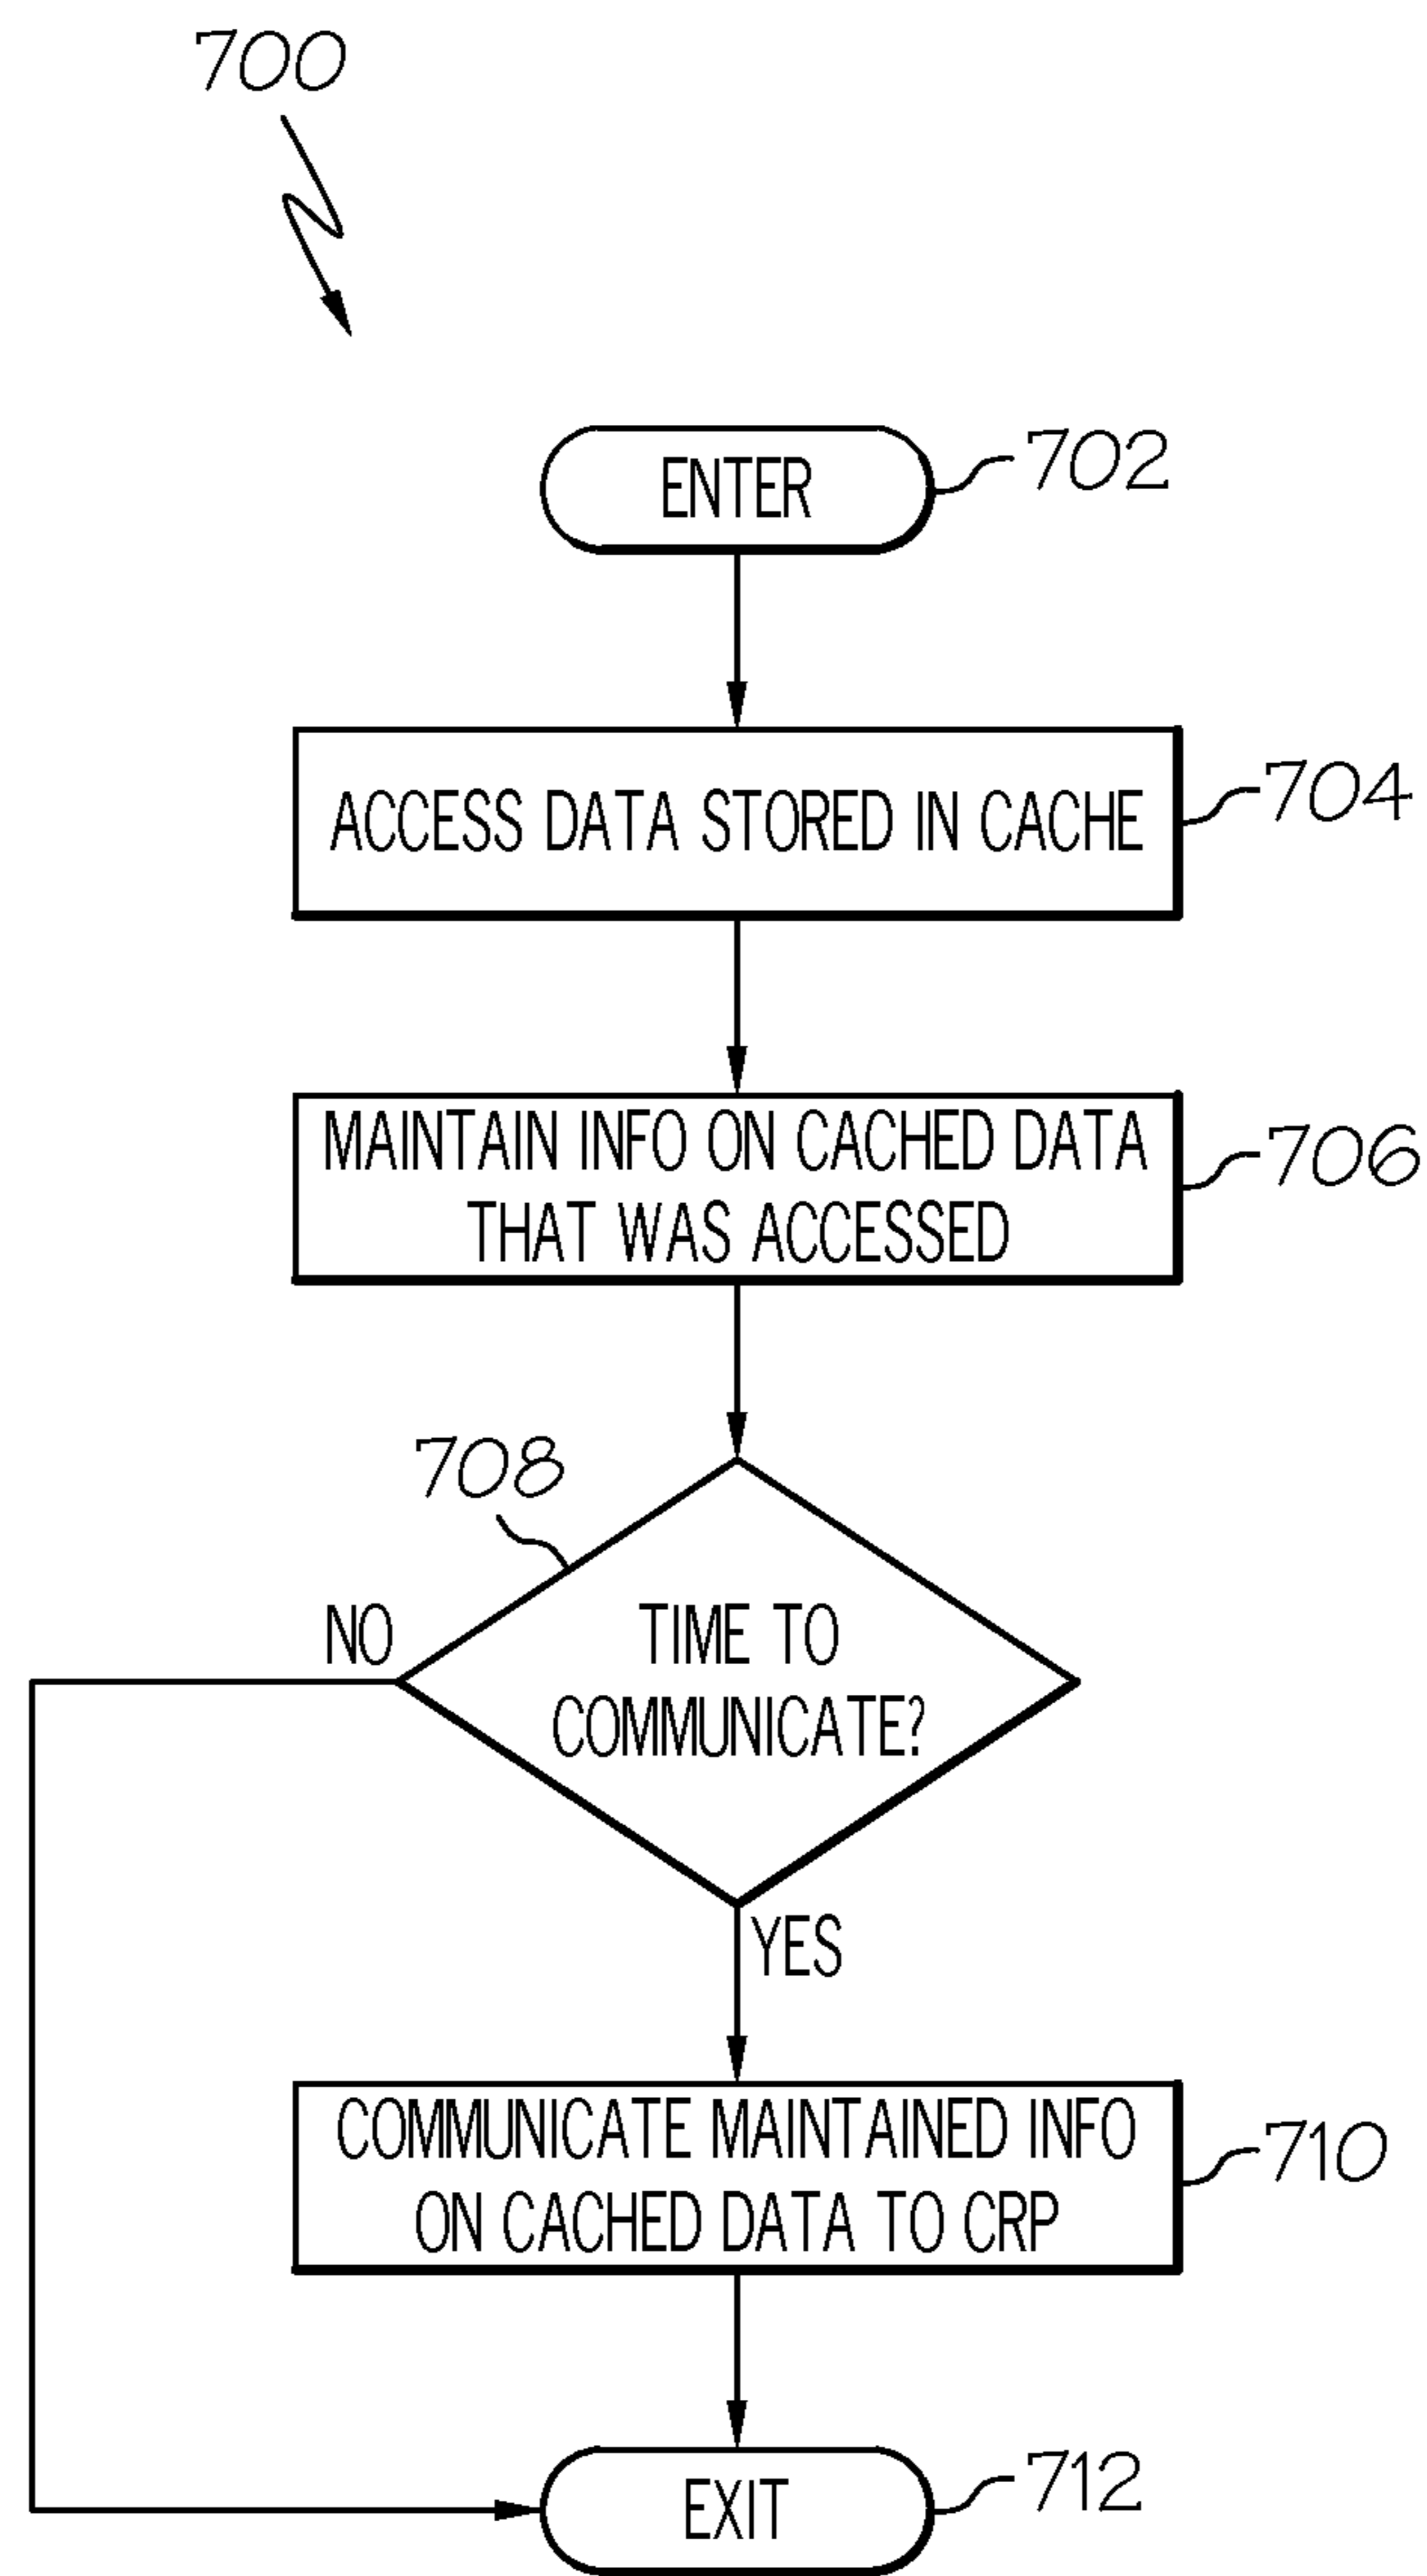 700
ENTER
702
ACCESS DATA STORED IN CACHE
704
MAINTAIN INFO ON CACHED DATA
THAT WAS ACCESSED
706
708
NO
TIME TO
COMMUNICATE?
YES
COMMUNICATE MAINTAINED INFO
ON CACHED DATA TO CRP
710
EXIT
712